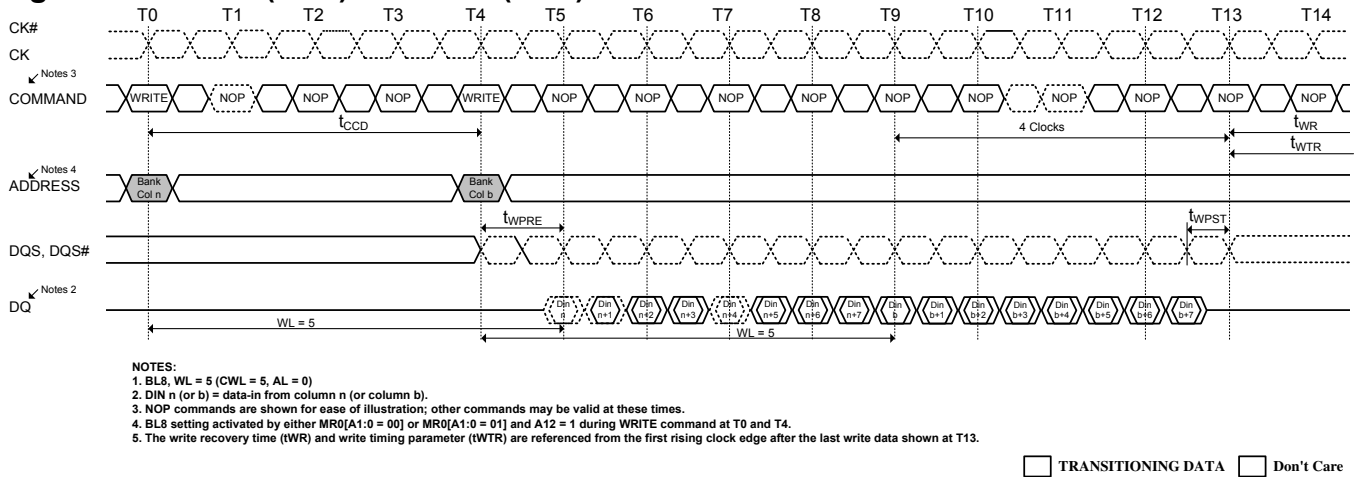 T0 T1 T2 T3 T4 T5 T6 T7 T8 T9 T10 T11 T12 T13 T14
CK#
CK
Notes 3
COMMAND WRITE NOP NOP NOP WRITE NOP NOP NOP NOP NOP NOP NOP NOP NOP NOP
tCCD 4 Clocks tWR
tWTR
Notes 4
ADDRESS
Bank Col n
Bank Col b
tWPRE tWPST
DQS, DQS#
Notes 2
DQ
Din n Din n+1 Din n+2 Din n+3 Din n+4 Din n+5 Din n+6 Din n+7 Din b Din b+1 Din b+2 Din b+3 Din b+4 Din b+5 Din b+6 Din b+7
WL = 5 WL = 5
NOTES:
1. BL8, WL = 5 (CWL = 5, AL = 0)
2. DIN n (or b) = data-in from column n (or column b).
3. NOP commands are shown for ease of illustration; other commands may be valid at these times.
4. BL8 setting activated by either MR0[A1:0 = 00] or MR0[A1:0 = 01] and A12 = 1 during WRITE command at T0 and T4.
5. The write recovery time (tWR) and write timing parameter (tWTR) are referenced from the first rising clock edge after the last write data shown at T13.
TRANSITIONING DATA Don't Care